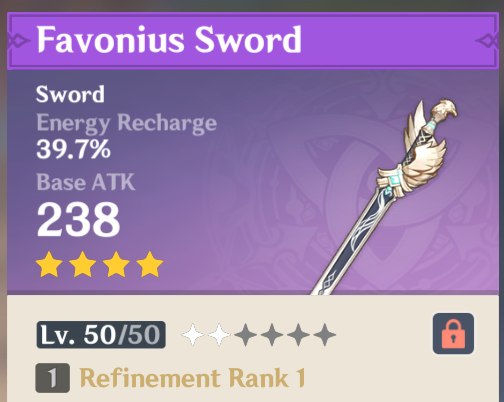 Favonius Sword
Sword
Energy Recharge
39.7%
Base ATK
238
Lv. 50/50
1 Refinement Rank 1